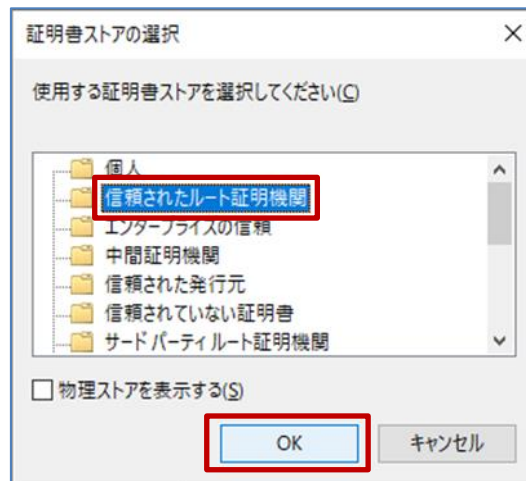 証明書ストアの選択
使用する証明書ストアを選択してください(C)
個人
信頼されたルート証明機関
エンタープライズの信頼
中間証明機関
信頼された発行元
信頼されていない証明書
サード パーティ ルート証明機関
物理ストアを表示する(S)
OK キャンセル